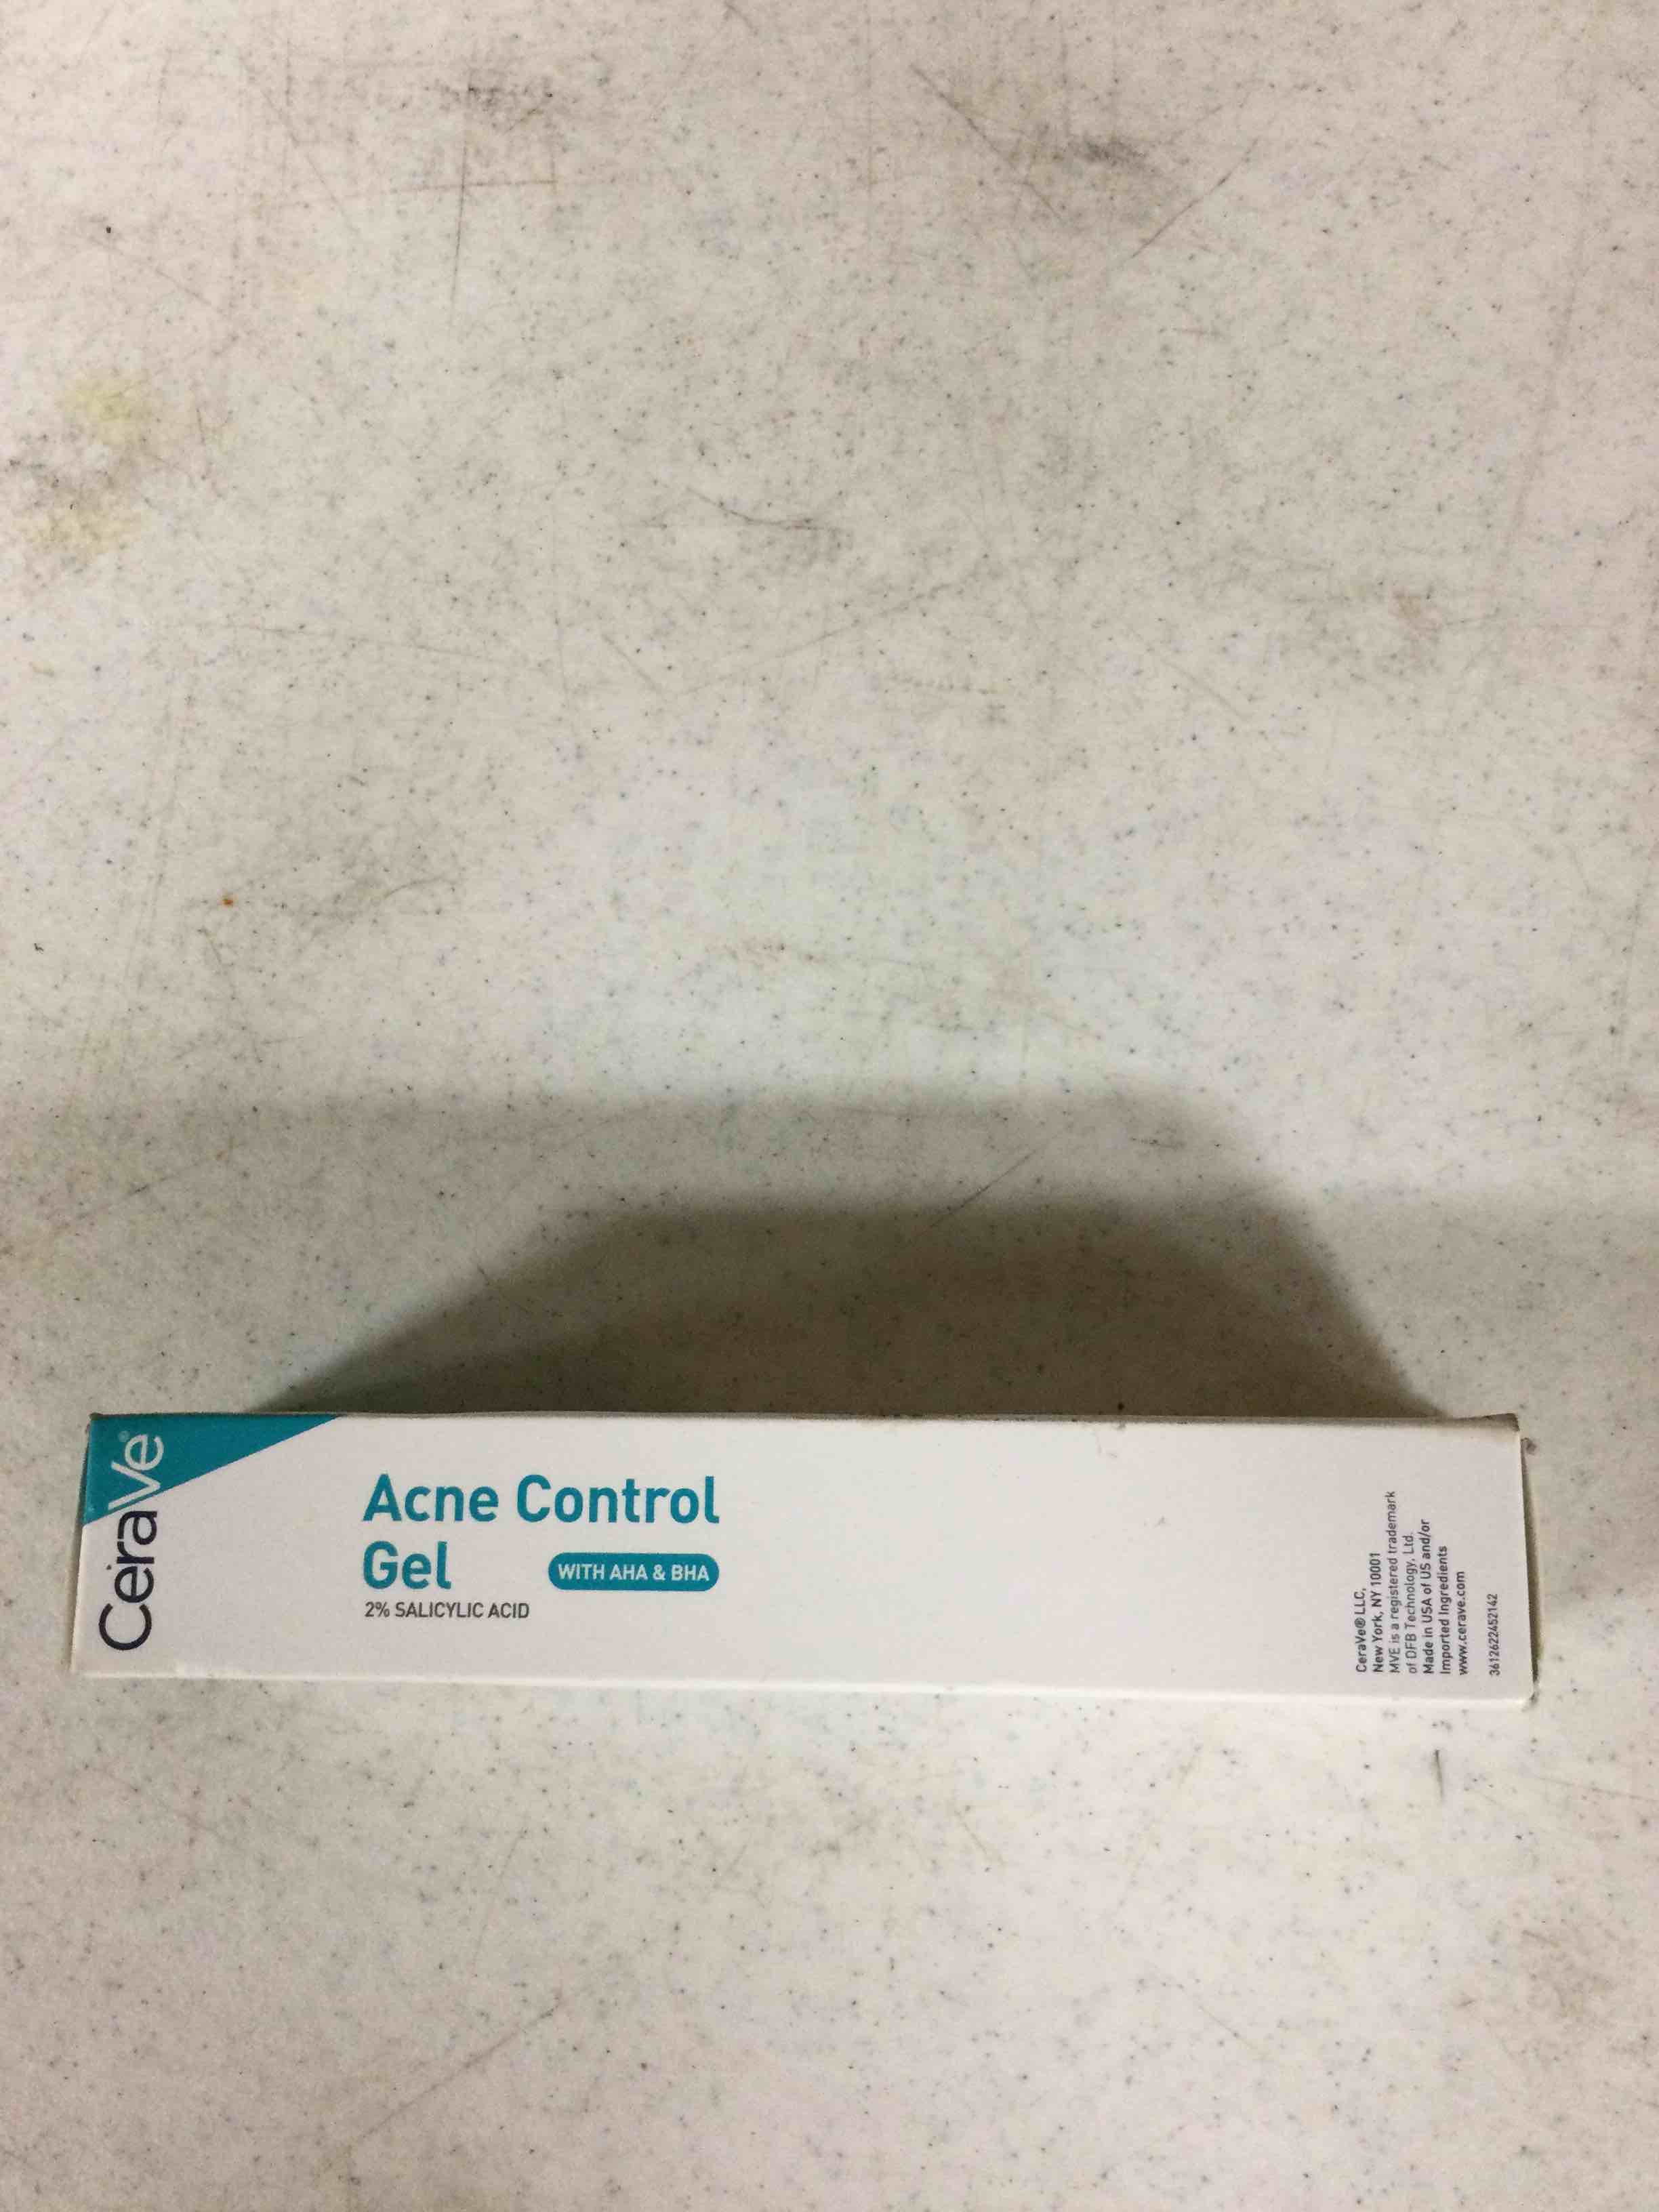 CeraVe®
Acne Control
Gel
WITH AHA & BHA
2% SALICYLIC ACID
CeraVe® LLC,
New York, NY 10001
MVE is a registered trademark
of DFB Technology, Ltd.
Made in USA of US and/or
Imported Ingredients
www.cerave.com
3612622452142